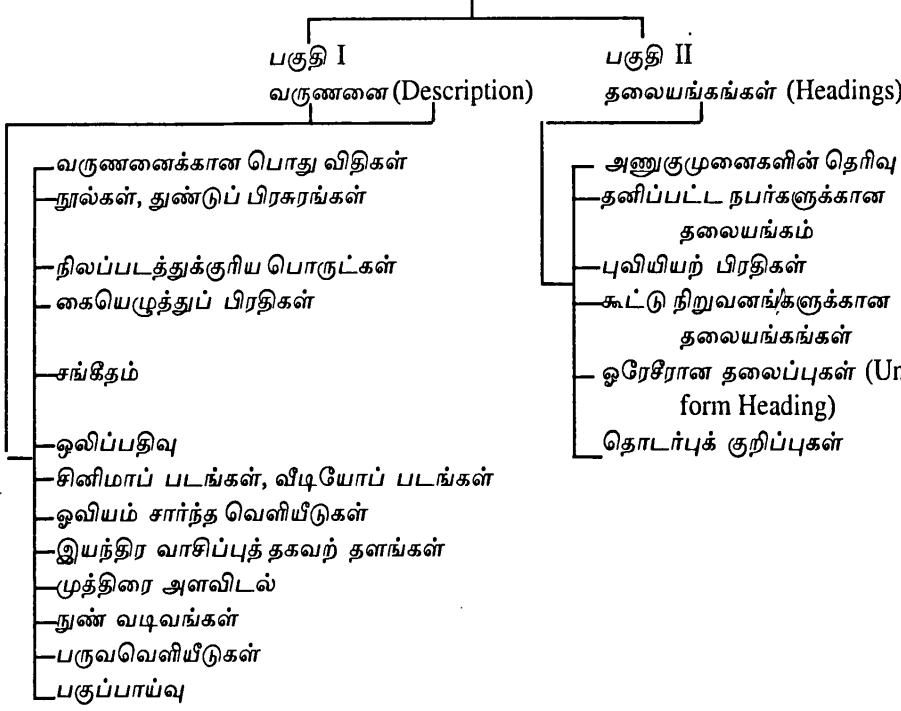 பகுதி I
வருணனை (Description)
வருணனைக்கான பொது விதிகள்
நூல்கள், துண்டுப் பிரசுரங்கள்
நிலப்படத்துக்குரிய பொருட்கள்
கையெழுத்துப் பிரதிகள்
சங்கீதம்
ஒலிப்பதிவு
சினிமாப் படங்கள், வீடியோப் படங்கள்
ஓவியம் சார்ந்த வெளியீடுகள்
இயந்திர வாசிப்புத் தகவற் தளங்கள்
முத்திரை அளவிடல்
நுண் வடிவங்கள்
பருவவெளியீடுகள்
பகுப்பாய்வு
பகுதி II
தலையங்கங்கள் (Headings)
அணுகுமுனைகளின் தெரிவு
தனிப்பட்ட நபர்களுக்கான
தலையங்கம்
புவியியற் பிரதிகள்
கூட்டு நிறுவனங்களுக்கான
தலையங்கங்கள்
ஓரேசீரான தலைப்புகள் (Un
form Heading)
தொடர்புக் குறிப்புகள்